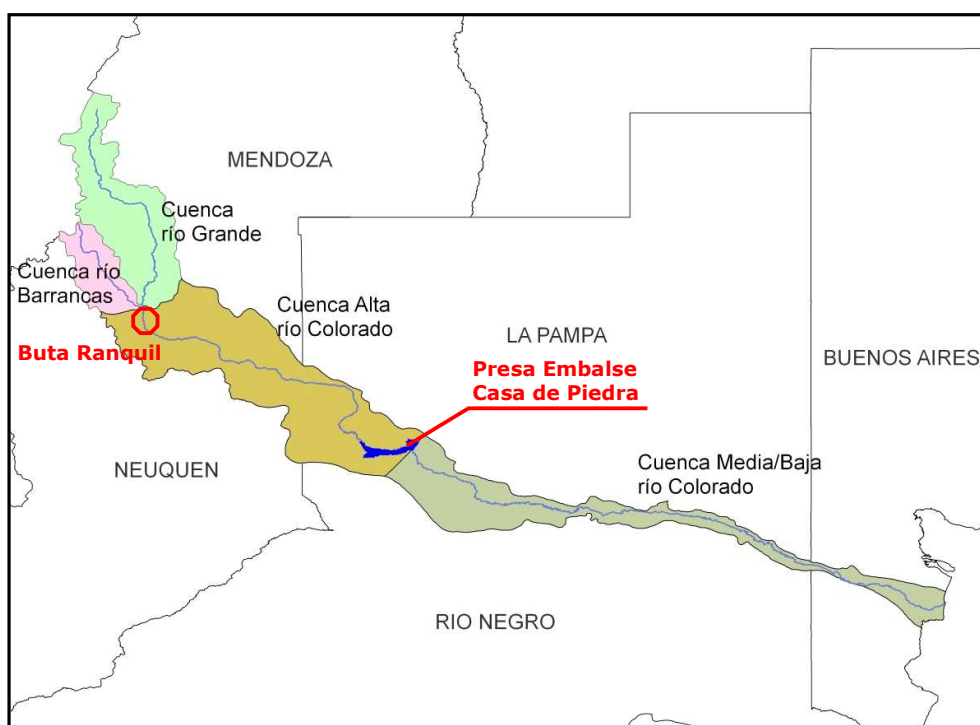 MENDOZA
Cuenca
río Grande
Cuenca río
Barrancas
Cuenca Alta
río Colorado
Buta Ranquil
LA PAMPA
Presa Embalse
Casa de Piedra
BUENOS AIRES
NEUQUEN
Cuenca Media/Baja
río Colorado
RIO NEGRO